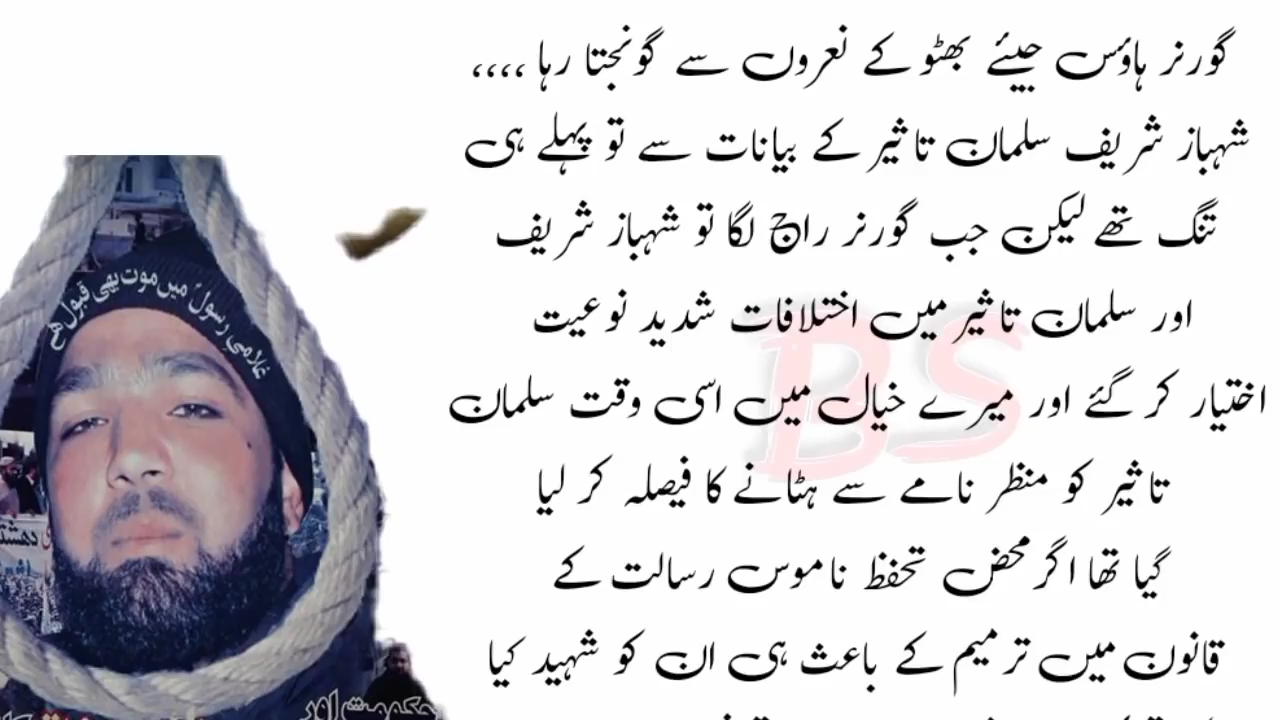 گورنر ہاؤس جیئے بھٹو کے نعروں سے گونجتا رہا ،،،،
شہباز شریف سلمان تاثیر کے بیانات سے تو پہلے ہی
تنگ تھے لیکن جب گورنر راج لگا تو شہباز شریف
اور سلمان تاثیر میں اختلافات شدید نوعیت
اختیار کر گئے اور میرے خیال میں اسی وقت سلمان
تاثیر کو منظر نامے سے ہٹانے کا فیصلہ کر لیا
گیا تھا اگر محض تحفظ ناموس رسالت کے
قانون میں ترمیم کے باعث ہی ان کو شہید کیا
غلامیِ رسولؐ میں موت بھی قبول ہے
BS
حکومت اور